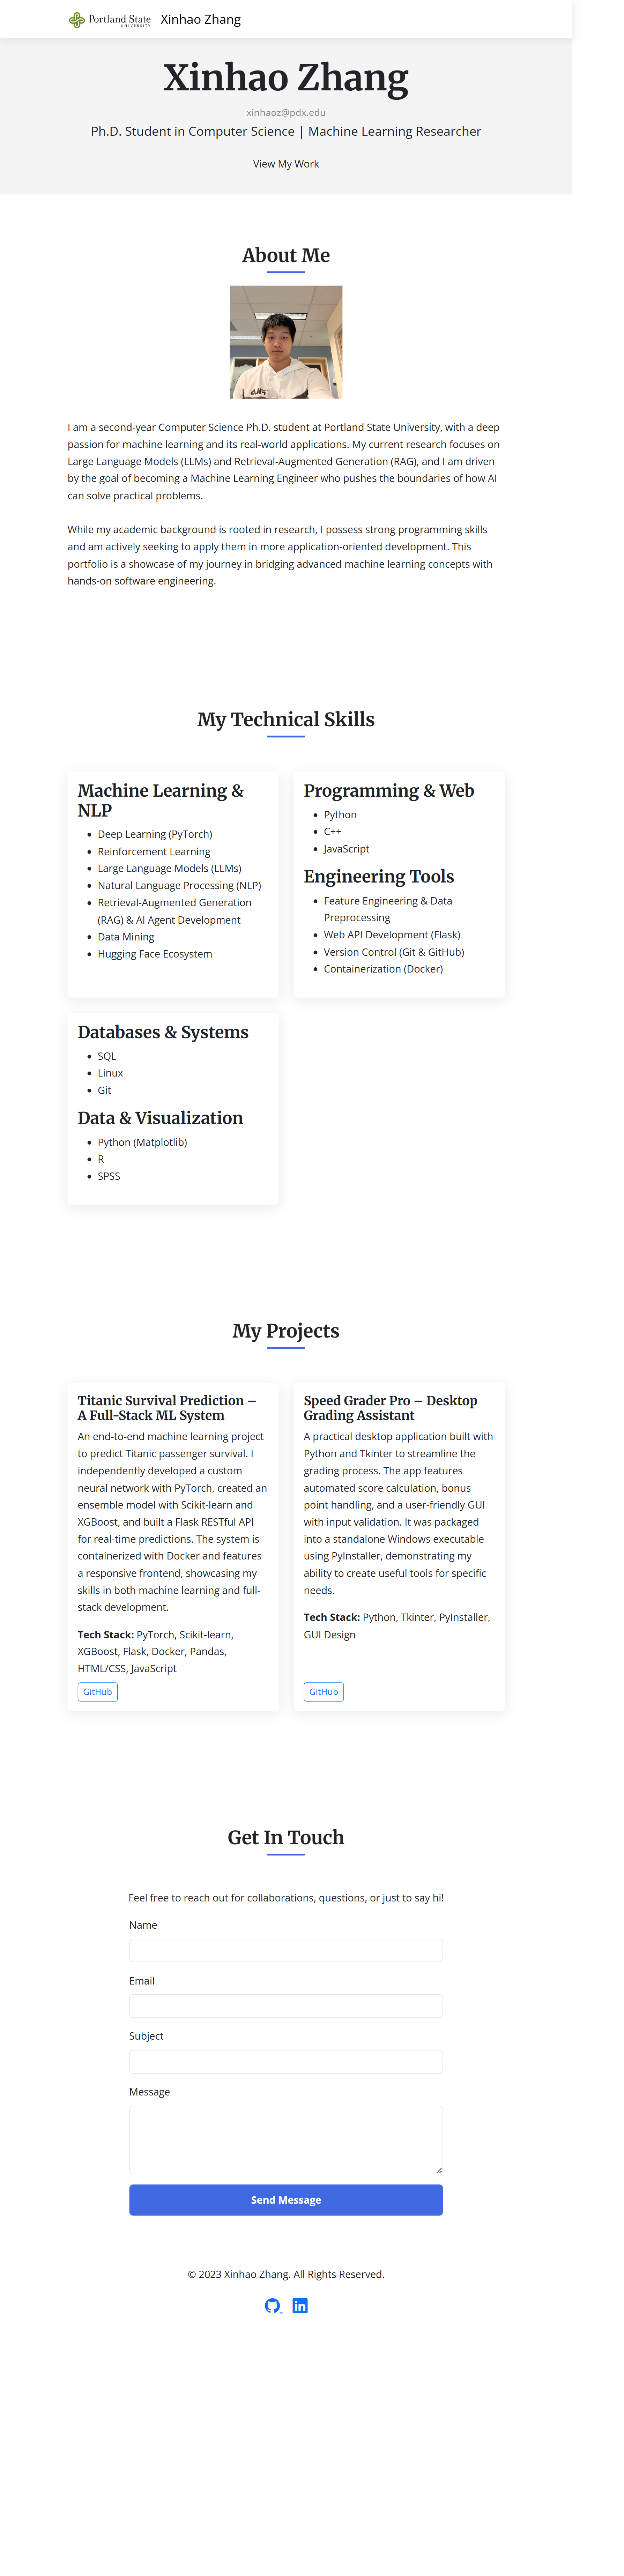 Portland State
UNIVERSITY
Xinhao Zhang
Xinhao Zhang
xinhaoz@pdx.edu
Ph.D. Student in Computer Science | Machine Learning Researcher
View My Work
About Me
I am a second-year Computer Science Ph.D. student at Portland State University, with a deep
passion for machine learning and its real-world applications. My current research focuses on
Large Language Models (LLMs) and Retrieval-Augmented Generation (RAG), and I am driven
by the goal of becoming a Machine Learning Engineer who pushes the boundaries of how AI
can solve practical problems.
While my academic background is rooted in research, I possess strong programming skills
and am actively seeking to apply them in more application-oriented development. This
portfolio is a showcase of my journey in bridging advanced machine learning concepts with
hands-on software engineering.
My Technical Skills
Machine Learning &
NLP
Deep Learning (PyTorch)
Reinforcement Learning
Large Language Models (LLMs)
Natural Language Processing (NLP)
Retrieval-Augmented Generation
(RAG) & AI Agent Development
Data Mining
Hugging Face Ecosystem
Programming & Web
Python
C++
JavaScript
Engineering Tools
Feature Engineering & Data
Preprocessing
Web API Development (Flask)
Version Control (Git & GitHub)
Containerization (Docker)
Databases & Systems
SQL
Linux
Git
Data & Visualization
Python (Matplotlib)
R
SPSS
My Projects
Titanic Survival Prediction –
A Full-Stack ML System
An end-to-end machine learning project
to predict Titanic passenger survival. I
independently developed a custom
neural network with PyTorch, created an
ensemble model with Scikit-learn and
XGBoost, and built a Flask RESTful API
for real-time predictions. The system is
containerized with Docker and features
a responsive frontend, showcasing my
skills in both machine learning and full-
stack development.
Tech Stack: PyTorch, Scikit-learn,
XGBoost, Flask, Docker, Pandas,
HTML/CSS, JavaScript
GitHub
Speed Grader Pro – Desktop
Grading Assistant
A practical desktop application built with
Python and Tkinter to streamline the
grading process. The app features
automated score calculation, bonus
point handling, and a user-friendly GUI
with input validation. It was packaged
into a standalone Windows executable
using PyInstaller, demonstrating my
ability to create useful tools for specific
needs.
Tech Stack: Python, Tkinter, PyInstaller,
GUI Design
GitHub
Get In Touch
Feel free to reach out for collaborations, questions, or just to say hi!
Name
Email
Subject
Message
Send Message
© 2023 Xinhao Zhang. All Rights Reserved.
in